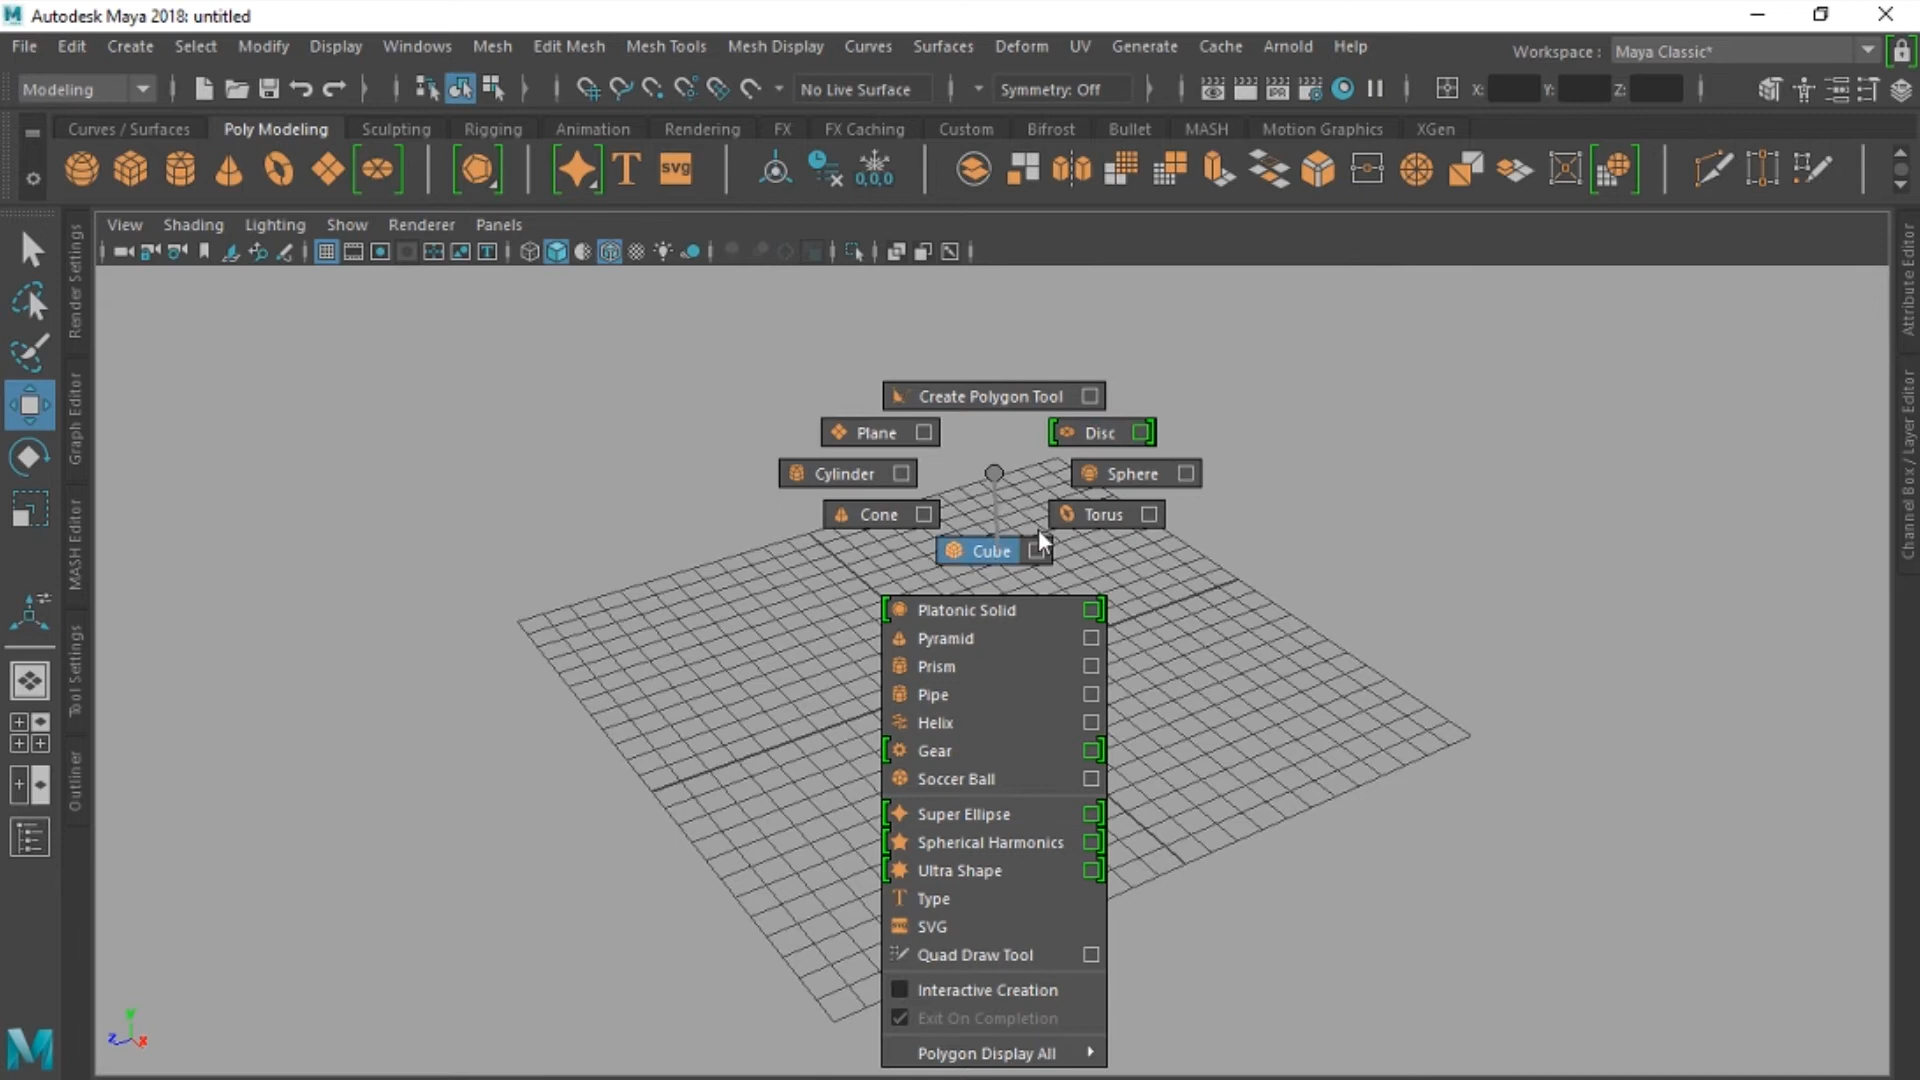 Autodesk Maya 2018: untitled
File Edit Create Select Modify Display Windows Mesh Edit Mesh Mesh Tools Mesh Display Curves Surfaces Deform UV Generate Cache Arnold Help Workspace : Maya Classic*
Modeling No Live Surface Symmetry: Off IPR X: Y: Z:
Curves / Surfaces Poly Modeling Sculpting Rigging Animation Rendering FX FX Caching Custom Bifrost Bullet MASH Motion Graphics XGen
T svg 0,0,0
View Shading Lighting Show Renderer Panels
Render Settings
Graph Editor
MASH Editor
Tool Settings
Outliner
Attribute Editor
Channel Box / Layer Editor
Create Polygon Tool
Plane Disc
Cylinder Sphere
Cone Torus
Cube
Platonic Solid
Pyramid
Prism
Pipe
Helix
Gear
Soccer Ball
Super Ellipse
Spherical Harmonics
Ultra Shape
T Type
SVG
Quad Draw Tool
Interactive Creation
Exit On Completion
Polygon Display All
y
z x
M